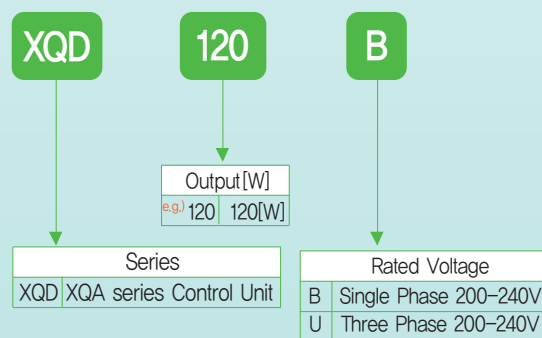 XQD 120 B
Output[W]
e.g.) 120 120[W]
Series
XQD XQA series Control Unit
Rated Voltage
B Single Phase 200-240V
U Three Phase 200-240V